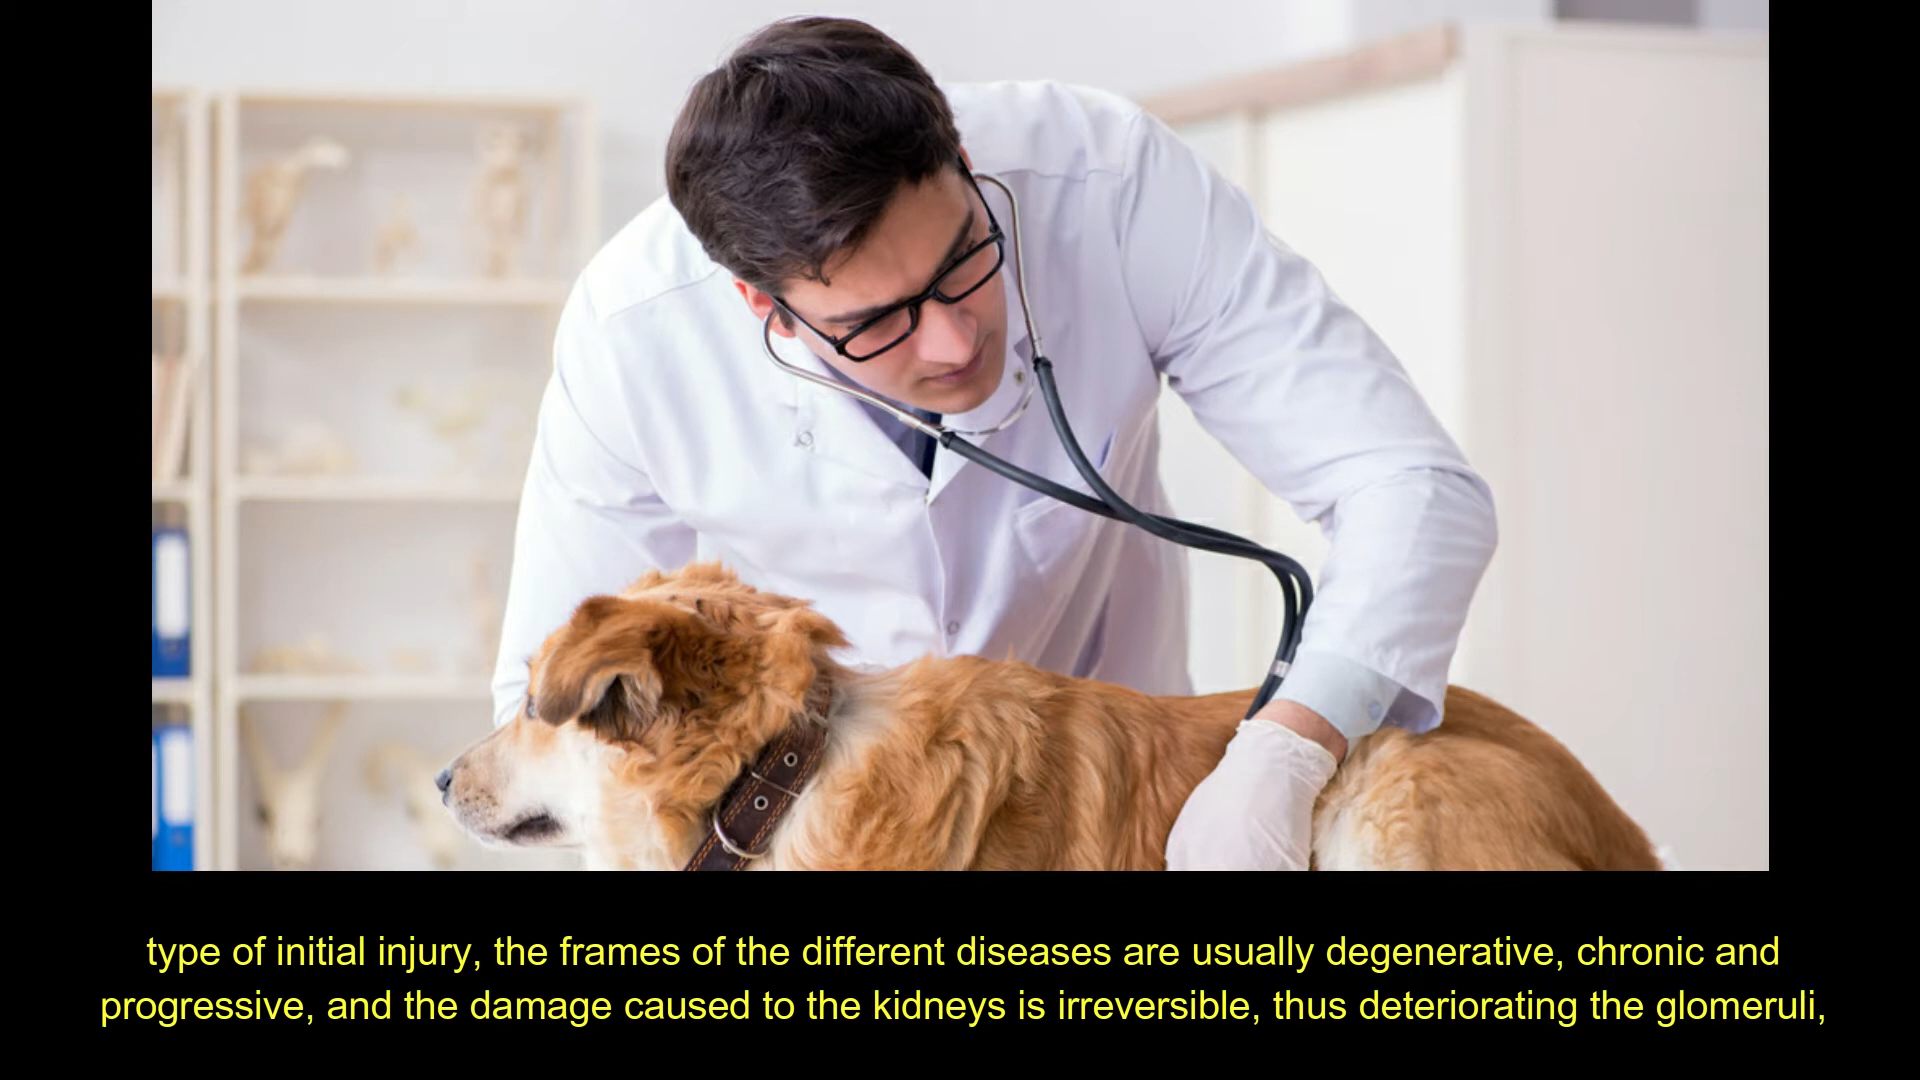 type of initial injury, the frames of the different diseases are usually degenerative, chronic and
progressive, and the damage caused to the kidneys is irreversible, thus deteriorating the glomeruli,